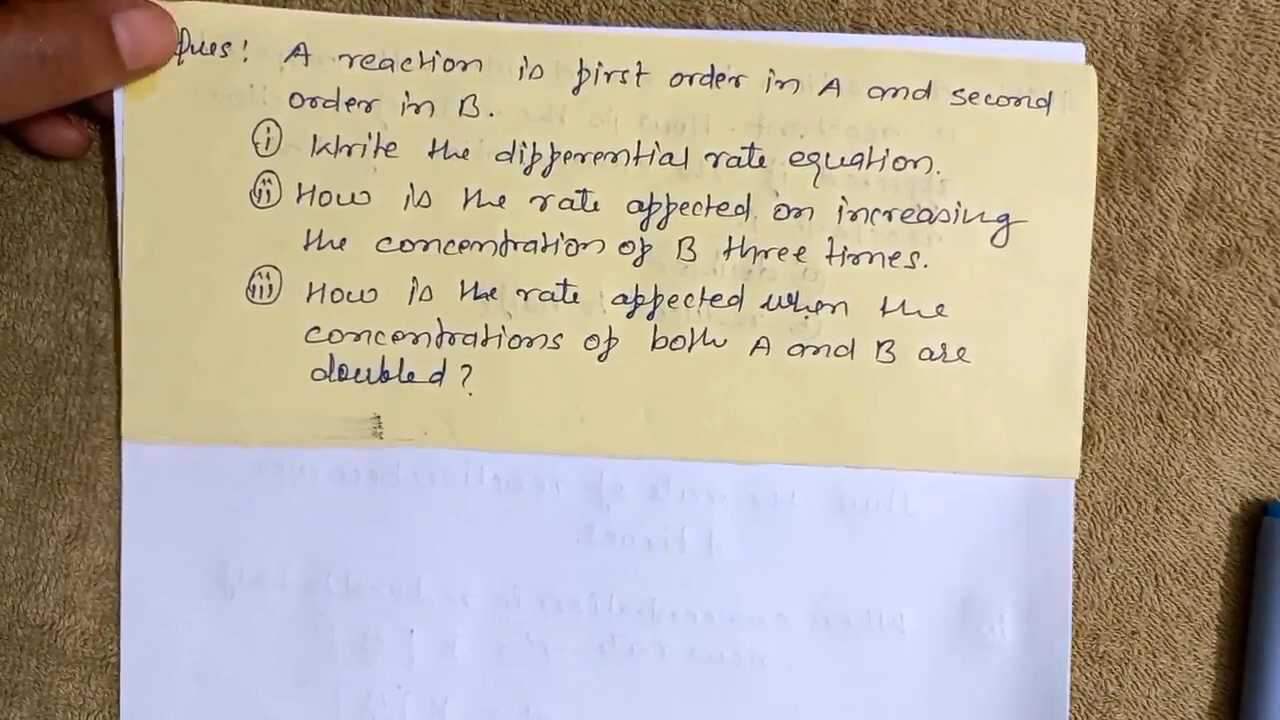 Ques: A reaction is first order in A and second
order in B.
(i) Write the differential rate equation.
(ii) How is the rate affected on increasing
the concentration of B three times.
(iii) How is the rate affected when the
concentrations of both A and B are
doubled?